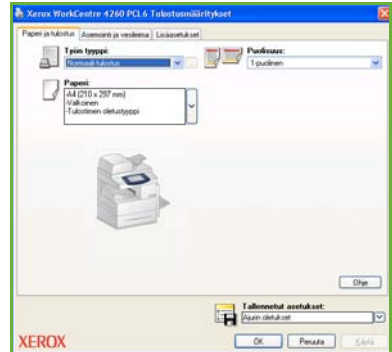 Xerox WorkCentre 4260 PCL6 Tulostusmääritykset
Paperi ja tulostus Asemointi ja vesileima Lisäasetukset
Työn tyyppi:
Normaali tulostus
Puolisuus:
1-puolinen
Paperi:
-A4 (210 x 297 mm)
-Valkoinen
-Tulostimen oletustyyppi
Ohje
Tallennetut asetukset:
Ajurin oletukset
XEROX OK Peruuta Käytä